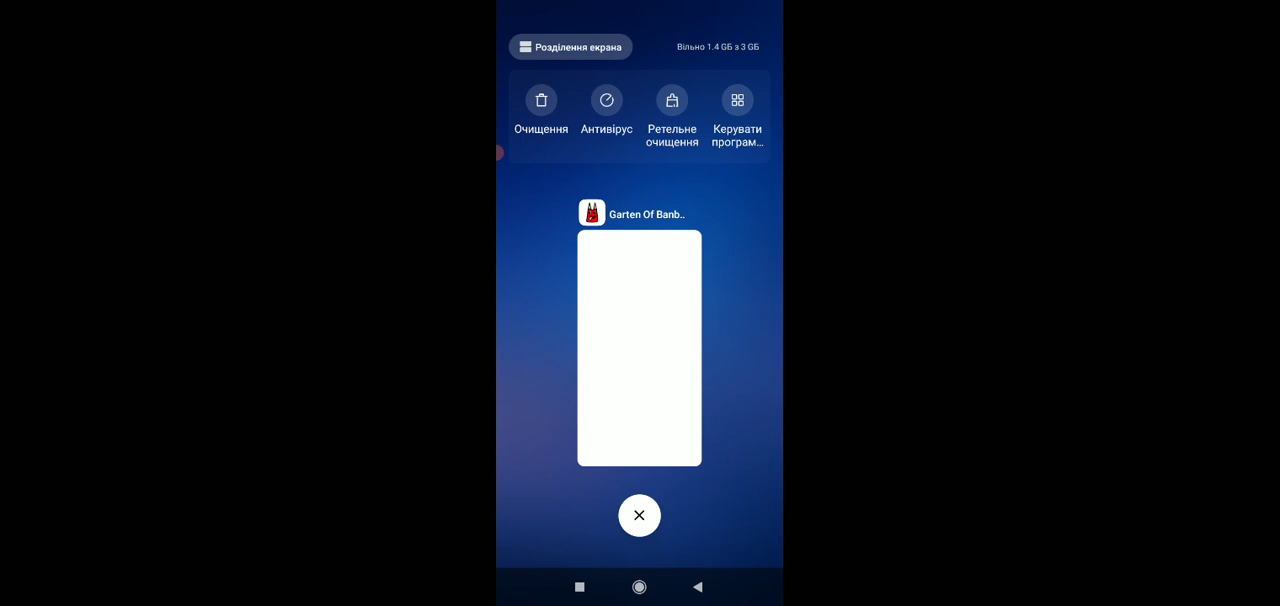 Розділення екрана
Вільно 1.4 ГБ з 3 ГБ
Очищення
Антивірус
Ретельне
очищення
Керувати
програм...
Garten Of Banb..